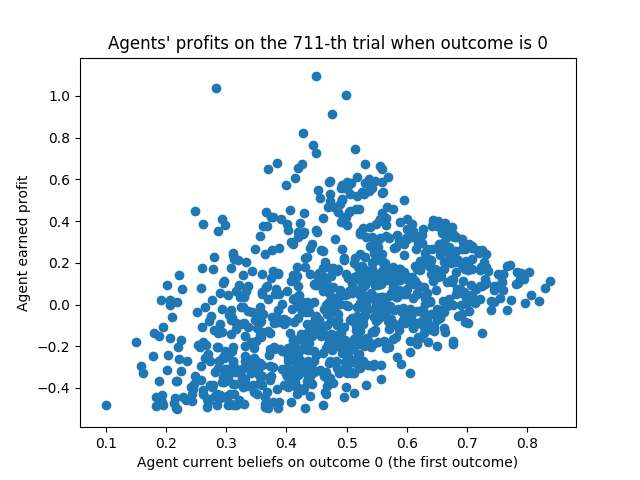 Agents' profits on the 711-th trial when outcome is 0
1.0
0.8
0.6
0.4
0.2
0.0
−0.2
−0.4
Agent earned profit
0.1 0.2 0.3 0.4 0.5 0.6 0.7 0.8
Agent current beliefs on outcome 0 (the first outcome)